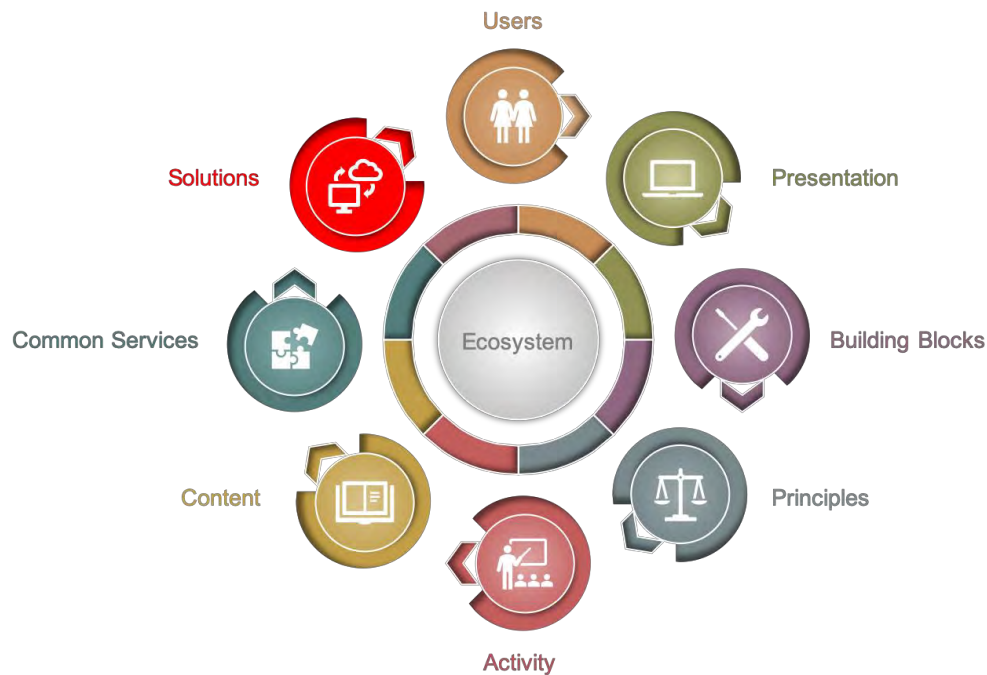 Users
Solutions
Presentation
Common Services
Ecosystem
Building Blocks
Content
Principles
Activity